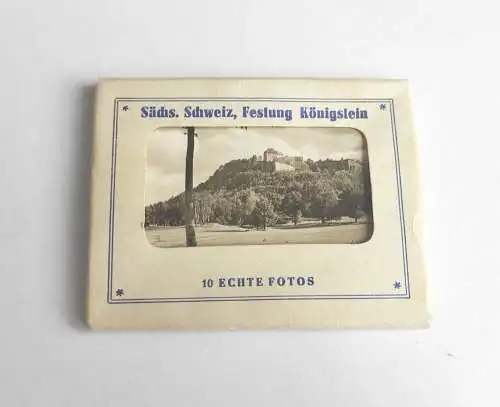 Sächs. Schweiz, Festung Königstein
10 ECHTE FOTOS